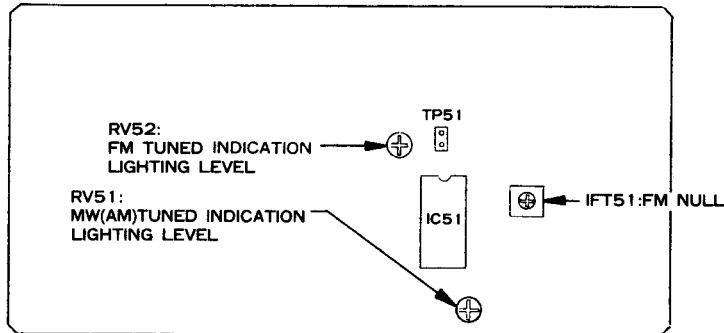 TP51
RV52:
FM TUNED INDICATION
LIGHTING LEVEL
RV51:
MW(AM)TUNED INDICATION
LIGHTING LEVEL
IC51
IFT51:FM NULL